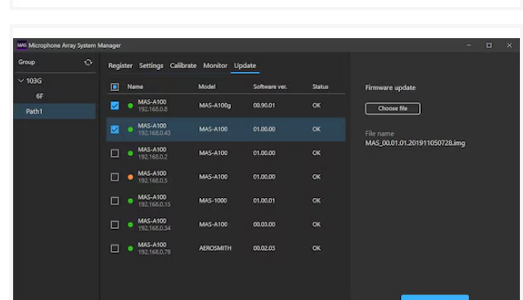 MAS Microphone Array System Manager
Group
103G
6F
Path1
Register Settings Calibrate Monitor Update
Name Model Software ver. Status
MAS-A100 MAS-A100g 00.90.01 OK
192.168.0.8
MAS-A100 MAS-A100 01.00.00 OK
192.168.0.43
MAS-A100 MAS-A100 01.00.00 OK
192.168.0.2
MAS-A100 MAS-A100 01.00.00 OK
192.168.0.5
MAS-A100 MAS-1000 01.00.01 OK
192.168.0.15
MAS-A100 MAS-A100 00.03.00 OK
192.168.0.34
MAS-A100 AEROSMITH 00.02.03 OK
192.168.0.78
Firmware update
Choose file
File name
MAS_00.01.01.201911050728.img